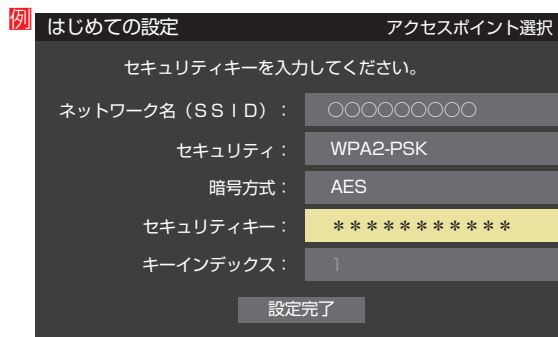 例
はじめての設定 アクセスポイント選択
セキュリティキーを入力してください。
ネットワーク名（ＳＳＩＤ）： ○○○○○○○○○
セキュリティ： WPA2-PSK
暗号方式： AES
セキュリティキー： ＊＊＊＊＊＊＊＊＊＊＊
キーインデックス： 1
設定完了